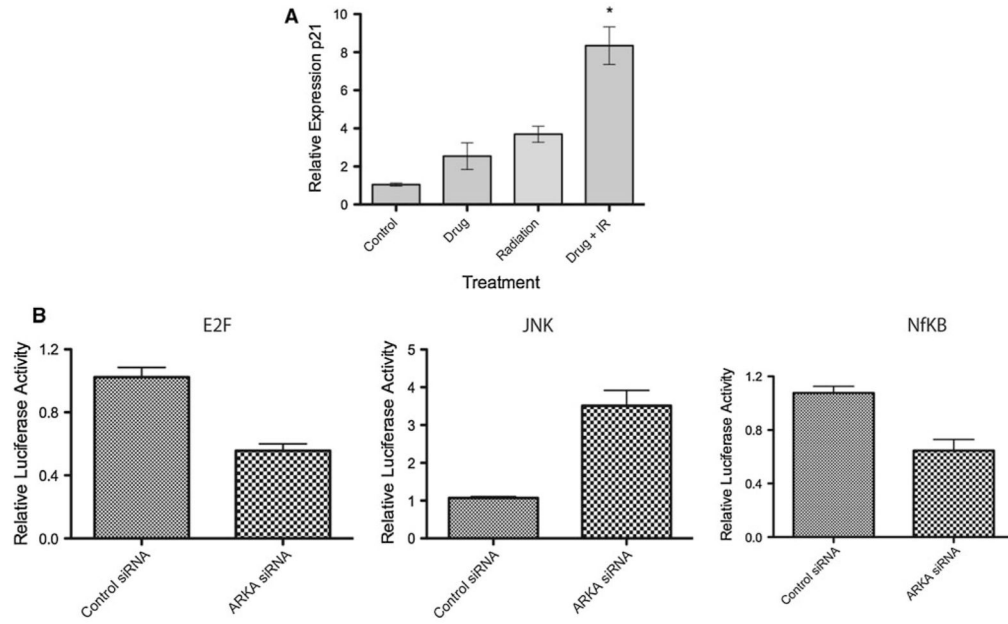 A
Relative Expression p21
10
8
6
4
2
0
*
Control
Drug
Radiation
Drug + IR
Treatment
B
E2F
Relative Luciferase Activity
1.2
0.8
0.4
0.0
Control siRNA
ARKA siRNA
JNK
Relative Luciferase Activity
5
4
3
2
1
0
Control siRNA
ARKA siRNA
NfKB
Relative Luciferase Activity
1.2
0.8
0.4
0.0
Control siRNA
ARKA siRNA